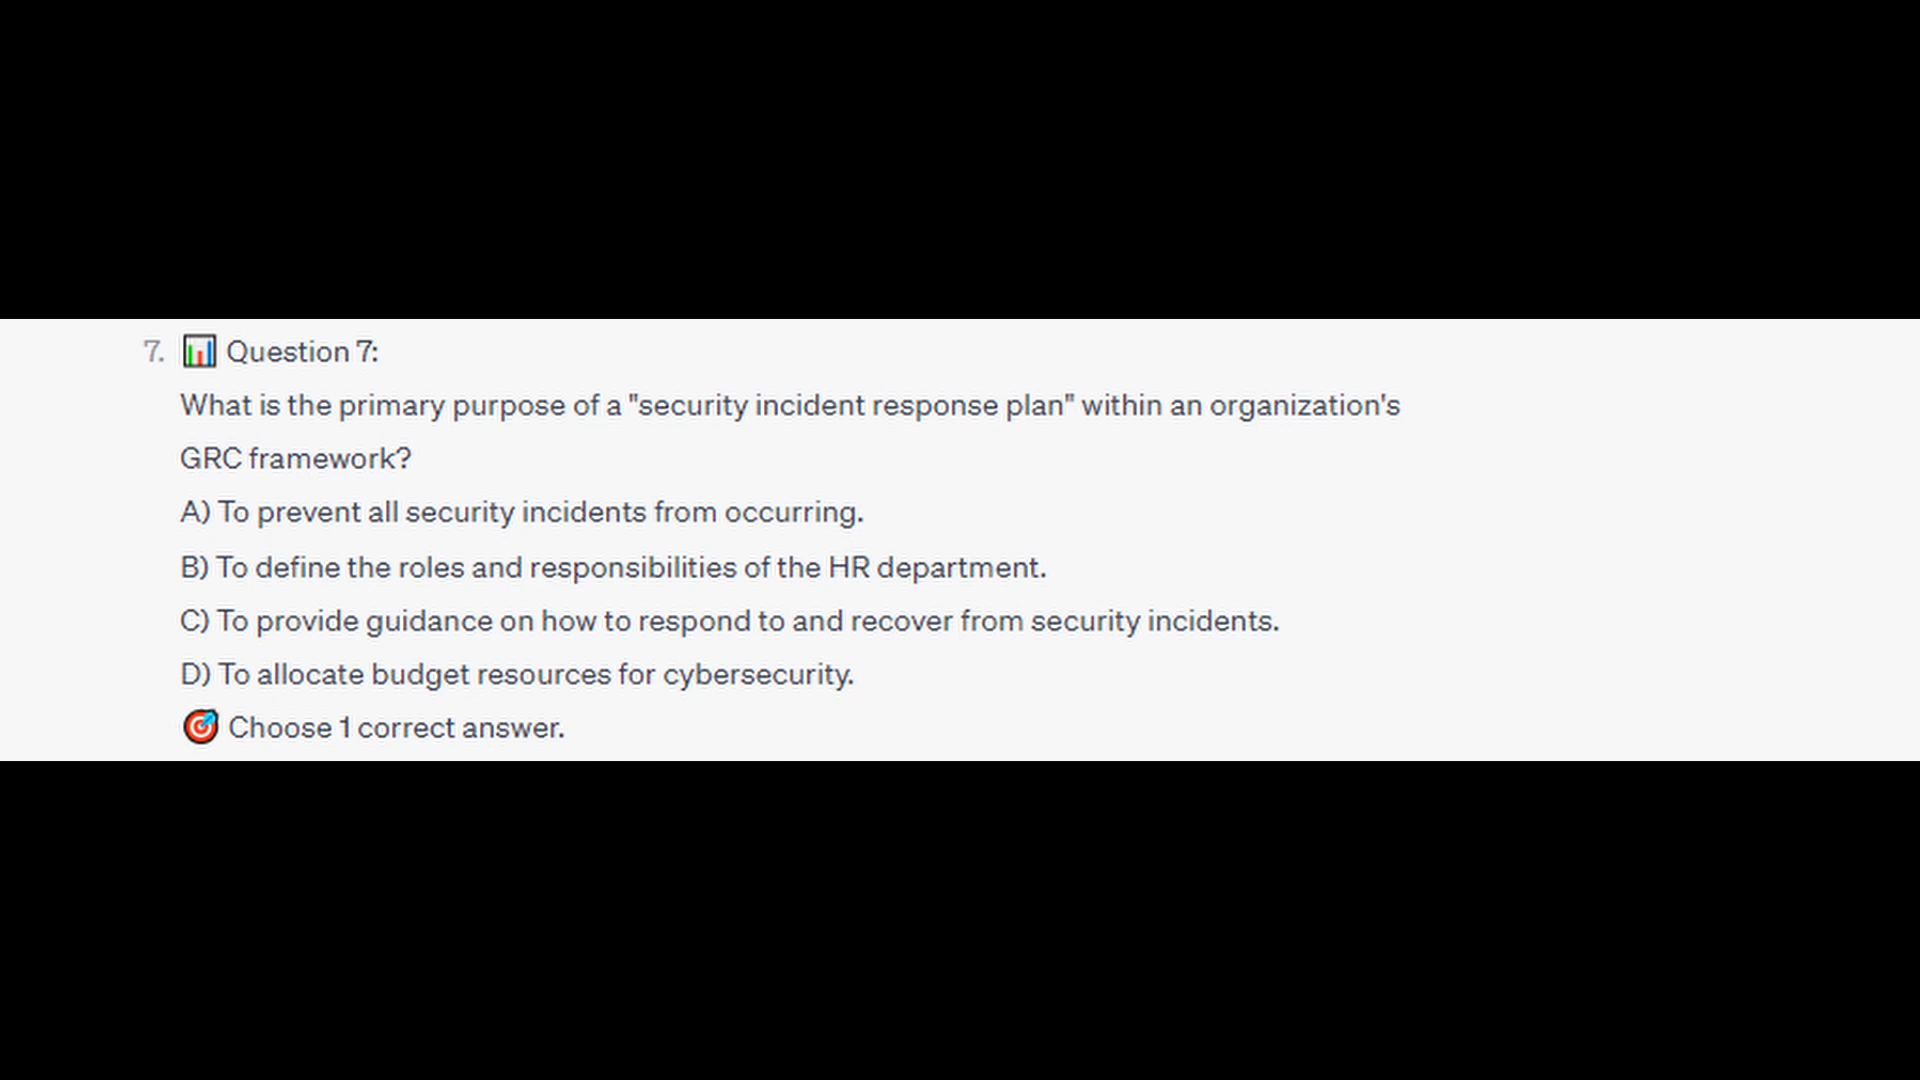 7. 📊 Question 7:
What is the primary purpose of a "security incident response plan" within an organization's
GRC framework?
A) To prevent all security incidents from occurring.
B) To define the roles and responsibilities of the HR department.
C) To provide guidance on how to respond to and recover from security incidents.
D) To allocate budget resources for cybersecurity.
🎯 Choose 1 correct answer.